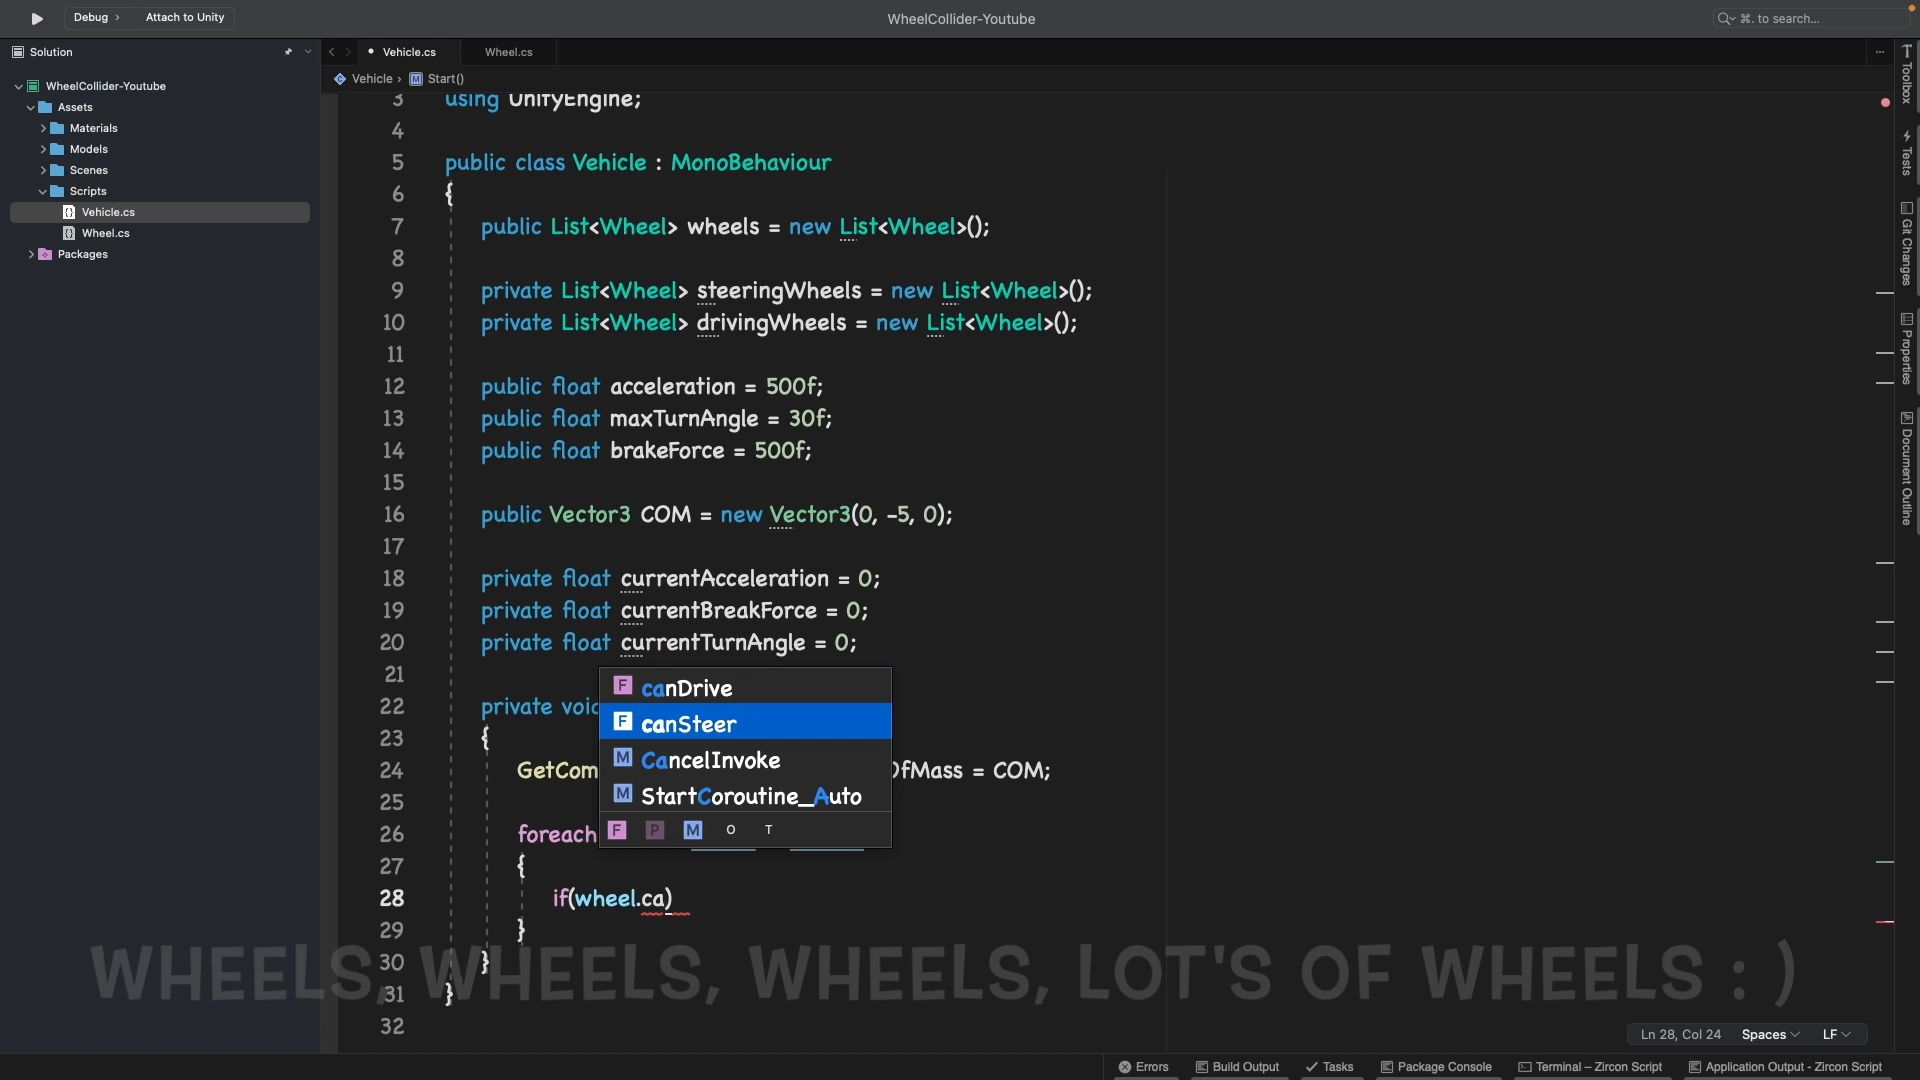 Debug
Attach to Unity
WheelCollider-Youtube
⌘. to search...
Solution
Vehicle.cs
Wheel.cs
Vehicle › Start()
WheelCollider-Youtube
Assets
Materials
Models
Scenes
Scripts
Vehicle.cs
Wheel.cs
Packages
3 using UnityEngine;
4
5 public class Vehicle : MonoBehaviour
6 {
7 public List<Wheel> wheels = new List<Wheel>();
8
9 private List<Wheel> steeringWheels = new List<Wheel>();
10 private List<Wheel> drivingWheels = new List<Wheel>();
11
12 public float acceleration = 500f;
13 public float maxTurnAngle = 30f;
14 public float brakeForce = 500f;
15
16 public Vector3 COM = new Vector3(0, -5, 0);
17
18 private float currentAcceleration = 0;
19 private float currentBreakForce = 0;
20 private float currentTurnAngle = 0;
21
22 private void
23 {
24 GetCom OfMass = COM;
25
26 foreach
27 {
28 if(wheel.ca)
29 }
30 }
31 }
32
F canDrive
F canSteer
M CancelInvoke
M StartCoroutine_Auto
F P M O T
WHEELS, WHEELS, WHEELS, LOT'S OF WHEELS : )
Toolbox
Tests
Git Changes
Properties
Document Outline
Ln 28, Col 24 Spaces LF
Errors
Build Output
Tasks
Package Console
Terminal – Zircon Script
Application Output - Zircon Script